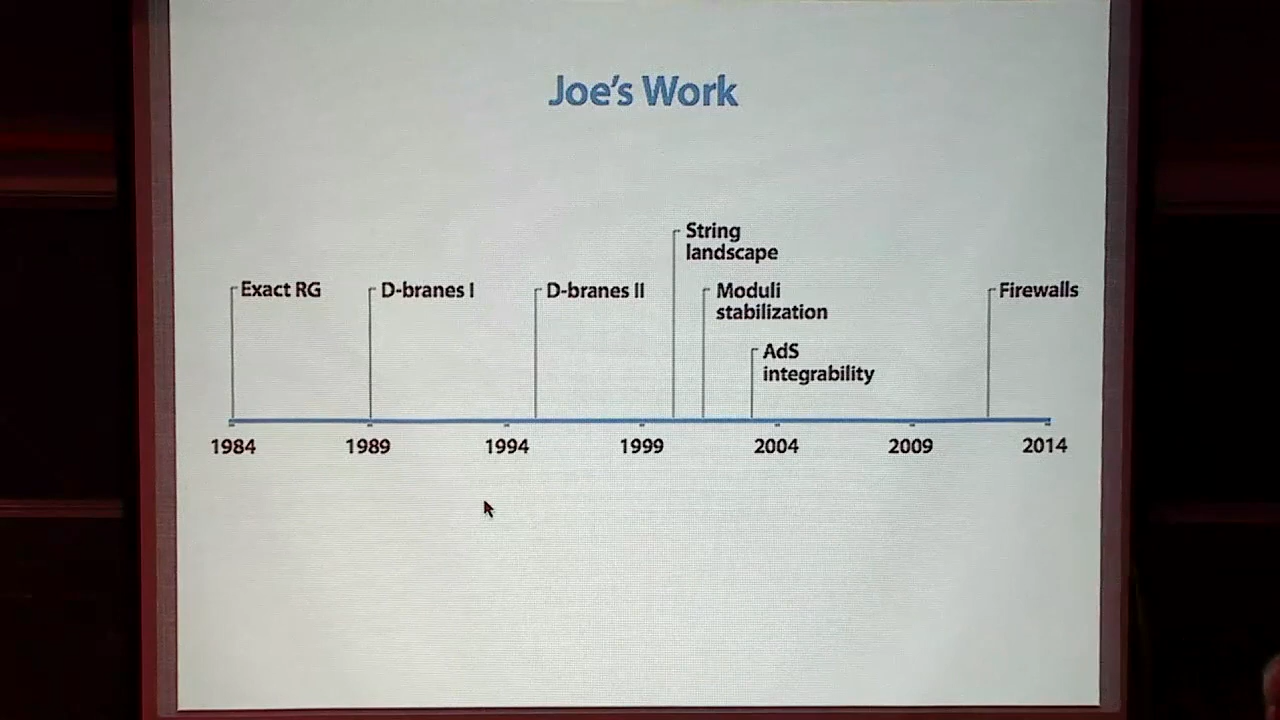 Joe's Work
String
landscape
Exact RG
D-branes I
D-branes II
Moduli
stabilization
Firewalls
AdS
integrability
1984
1989
1994
1999
2004
2009
2014